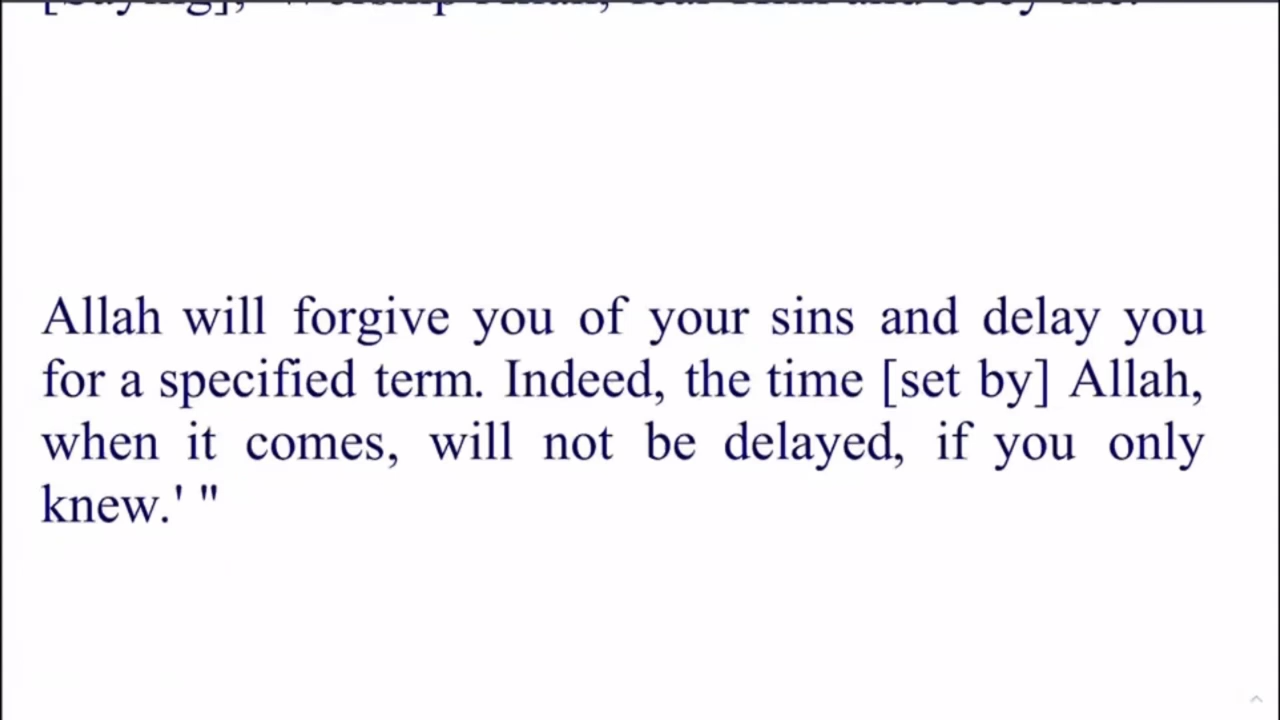 Allah will forgive you of your sins and delay you
for a specified term. Indeed, the time [set by] Allah,
when it comes, will not be delayed, if you only
knew.' "